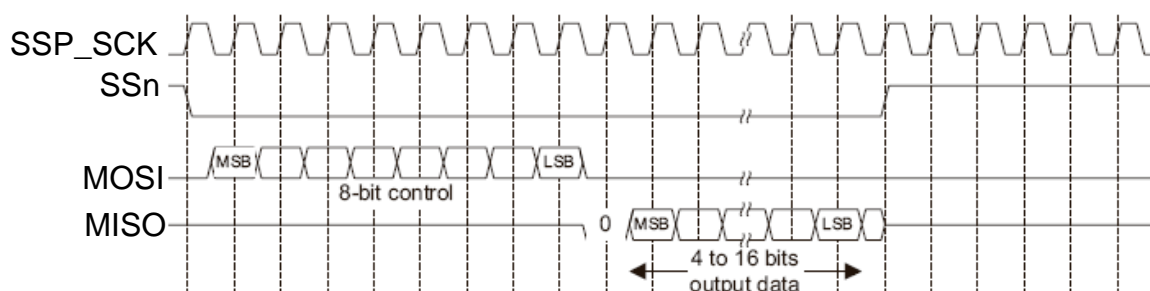 SSP_SCK
SSn
MOSI
MSB
LSB
8-bit control
MISO
0
MSB
LSB
4 to 16 bits
output data